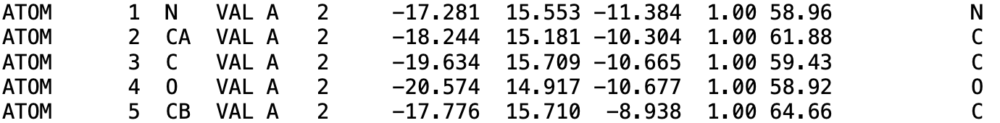 ATOM      1  N   VAL A   2     -17.281  15.553 -11.384  1.00 58.96           N
ATOM      2  CA  VAL A   2     -18.244  15.181 -10.304  1.00 61.88           C
ATOM      3  C   VAL A   2     -19.634  15.709 -10.665  1.00 59.43           C
ATOM      4  O   VAL A   2     -20.574  14.917 -10.677  1.00 58.92           O
ATOM      5  CB  VAL A   2     -17.776  15.710  -8.938  1.00 64.66           C